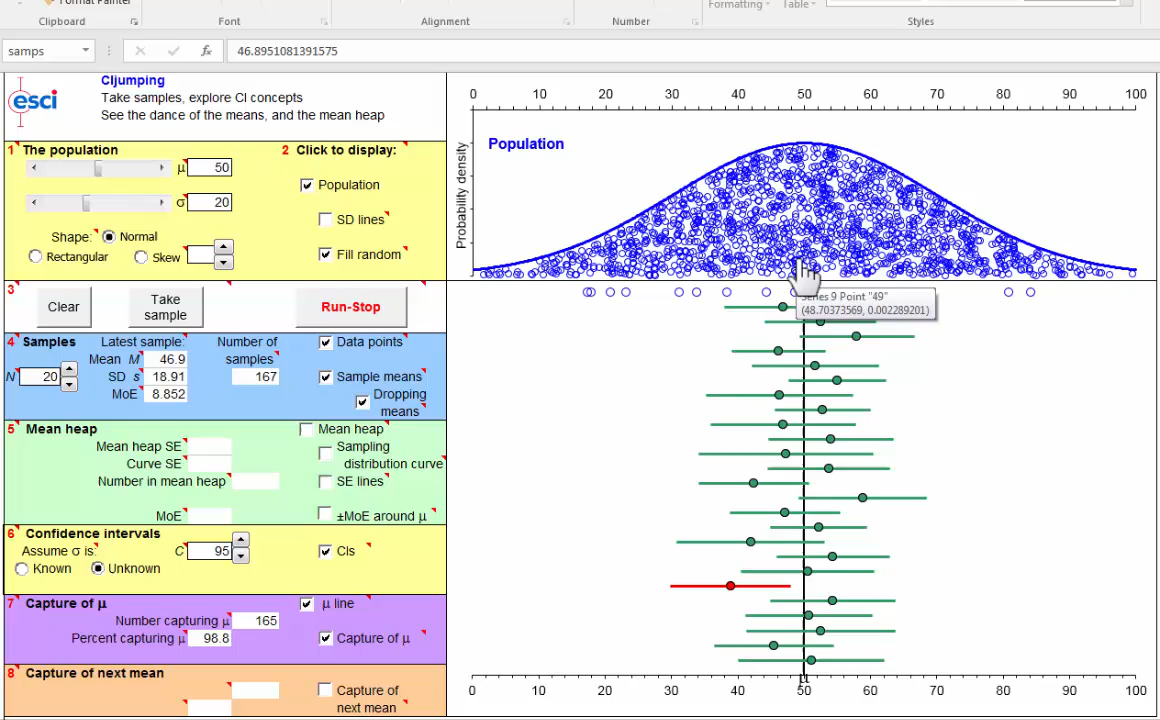 Format Painter
Formatting Table
Clipboard Font Alignment Number Styles
samps fx 46.8951081391575
esci
CIjumping
Take samples, explore CI concepts
See the dance of the means, and the mean heap
1 The population
μ 50
σ 20
Shape: Normal
Rectangular Skew
2 Click to display:
Population
SD lines
Fill random
3 Clear Take sample Run-Stop
4 Samples Latest sample: Number of samples
Mean M 46.9
N 20 SD s 18.91 167
MoE 8.852
Data points
Sample means
Dropping means
5 Mean heap
Mean heap SE
Curve SE
Number in mean heap
MoE
Mean heap
Sampling distribution curve
SE lines
±MoE around μ
6 Confidence intervals
Assume σ is: C 95
Known Unknown
CIs
7 Capture of μ
Number capturing μ 165
Percent capturing μ 98.8
μ line
Capture of μ
8 Capture of next mean
Capture of next mean
0 10 20 30 40 50 60 70 80 90 100
Population
Probability density
Series 9 Point "49"
(48.70373569, 0.002289201)
μ
0 10 20 30 40 50 60 70 80 90 100